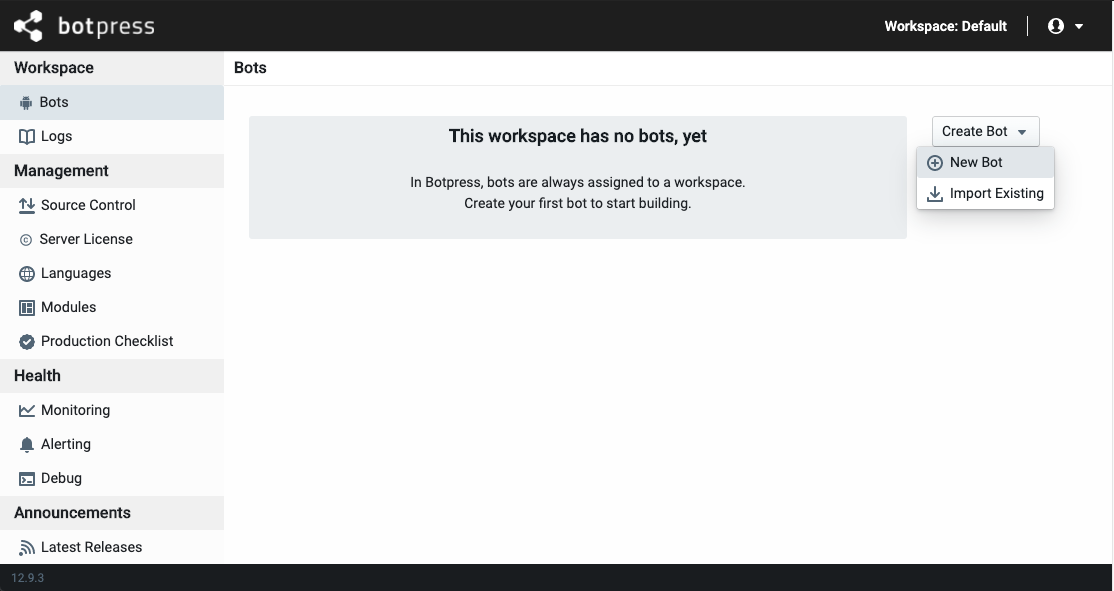 botpress
Workspace: Default
Workspace
Bots
Logs
Management
Source Control
Server License
Languages
Modules
Production Checklist
Health
Monitoring
Alerting
Debug
Announcements
Latest Releases
Bots
This workspace has no bots, yet
In Botpress, bots are always assigned to a workspace.
Create your first bot to start building.
Create Bot
New Bot
Import Existing
12.9.3